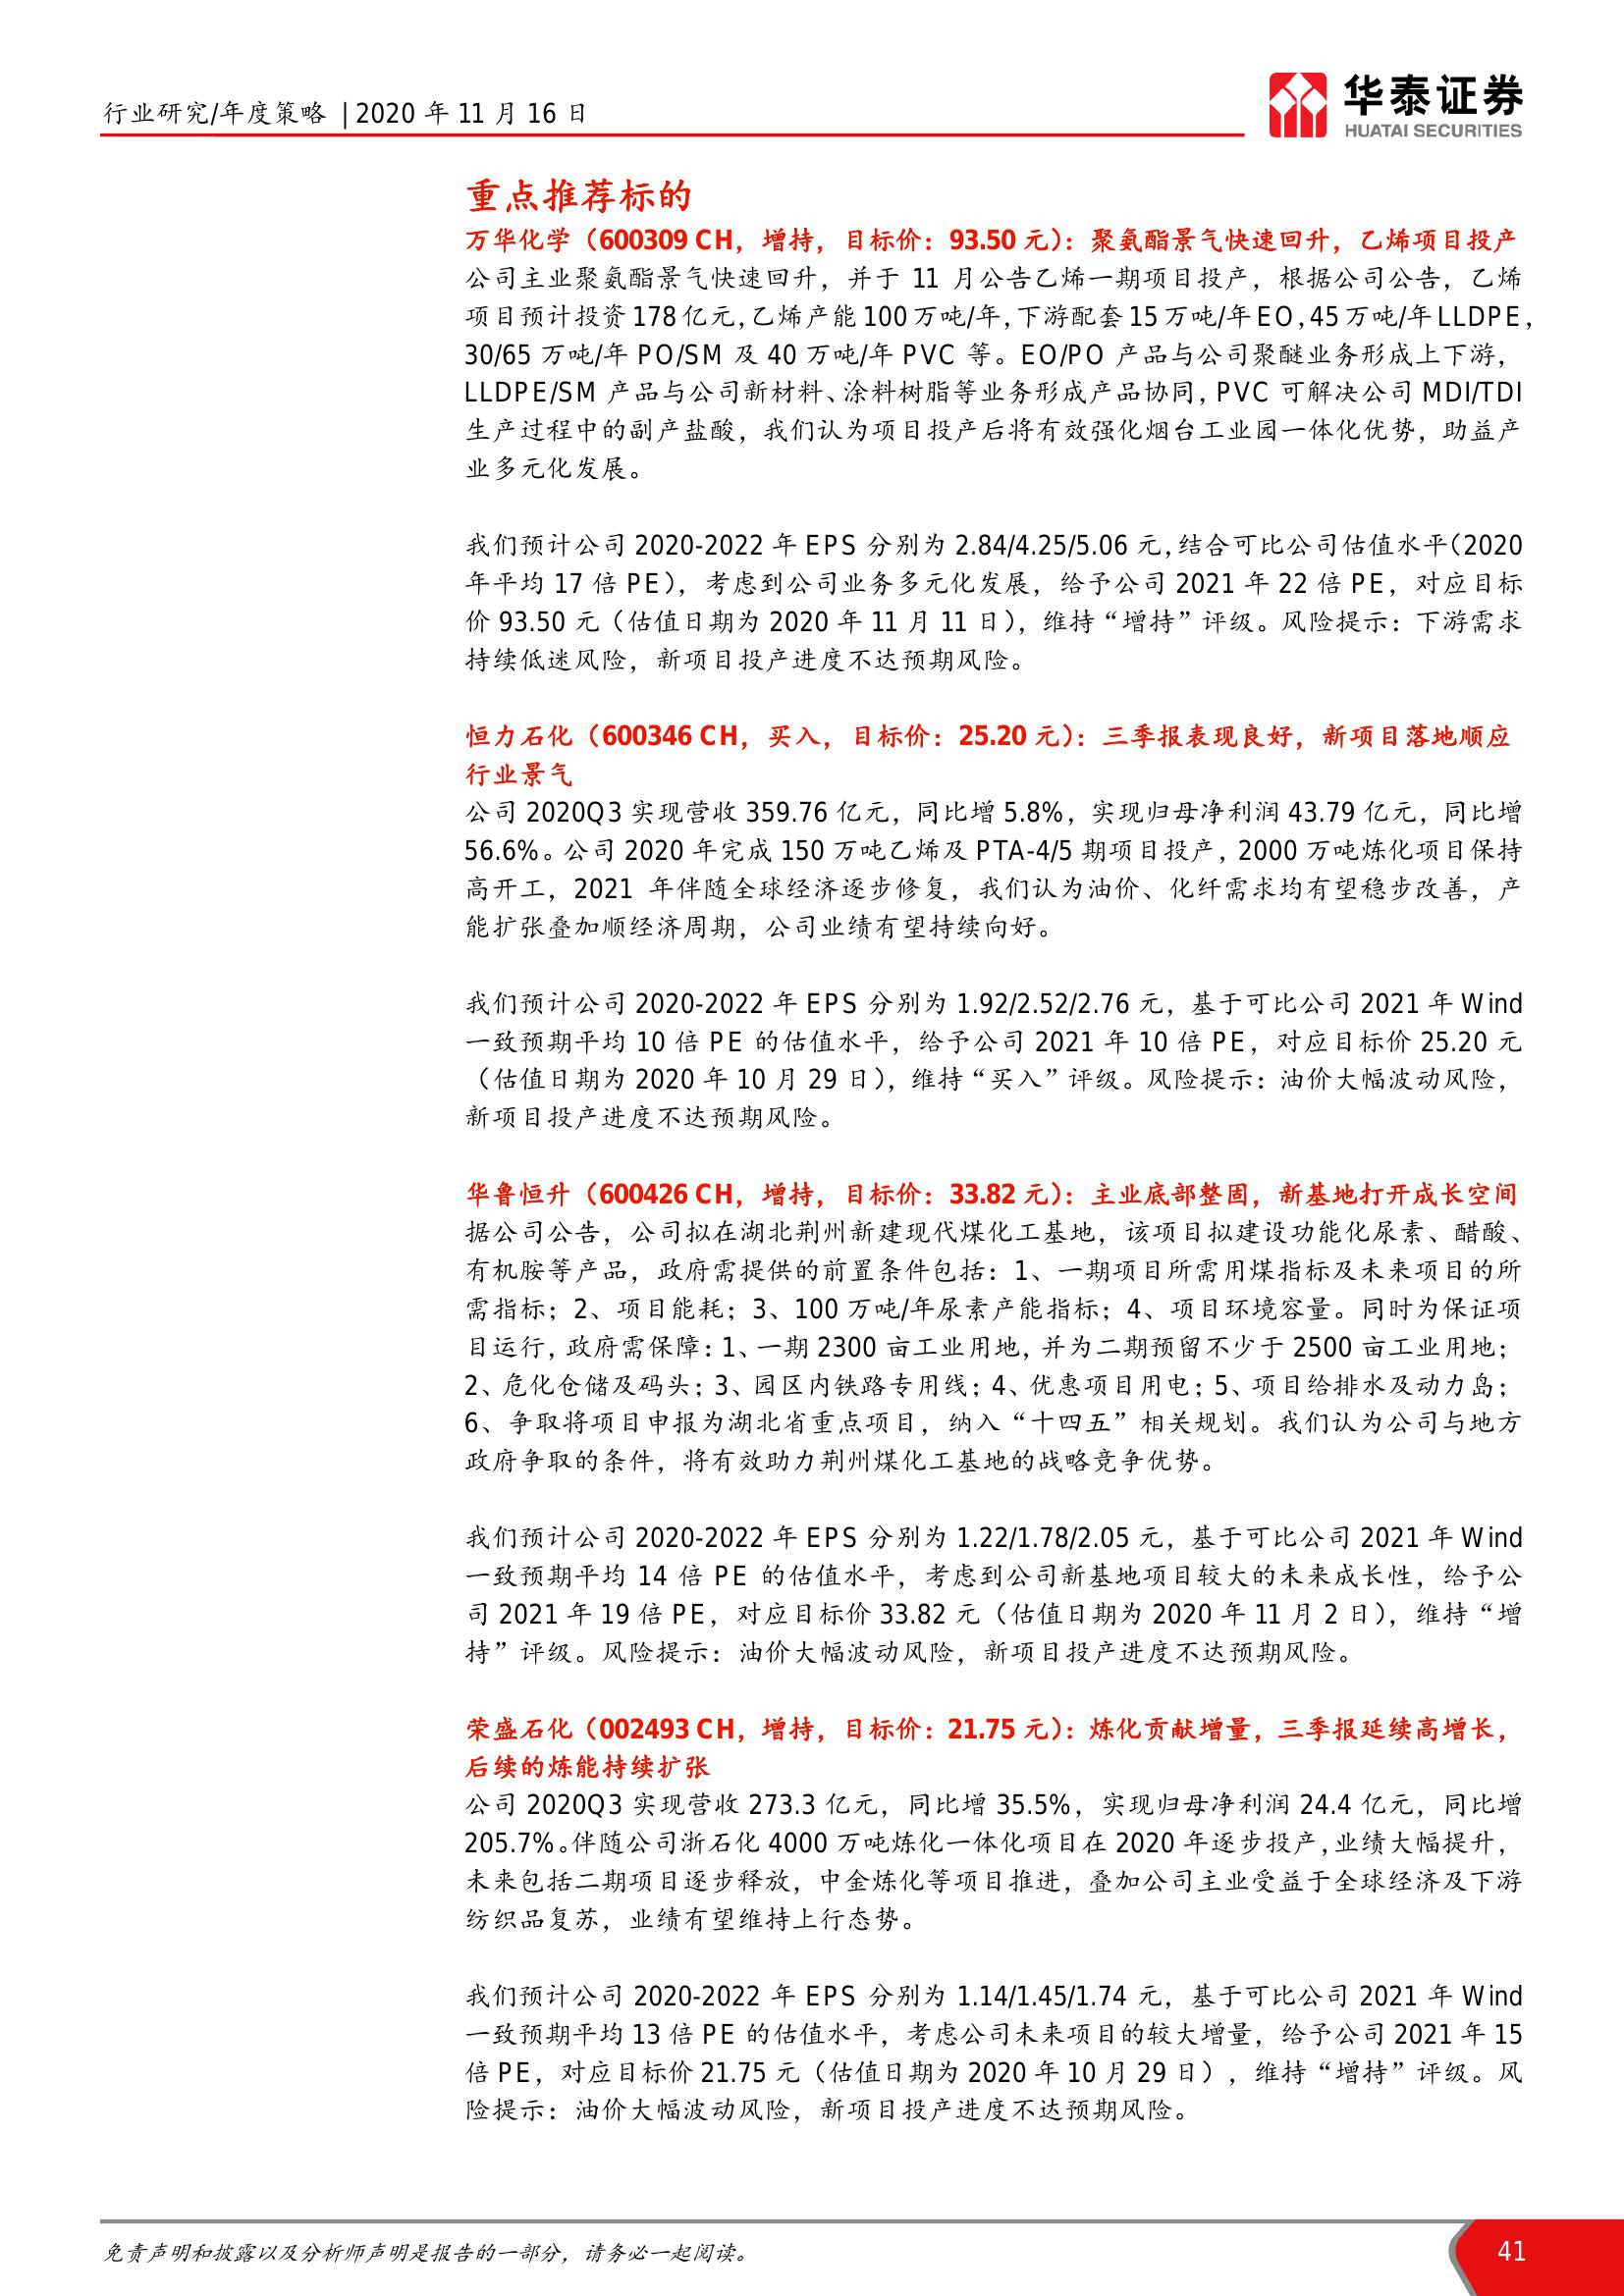 行业研究/年度策略 | 2020 年 11 月 16 日
华泰证券
HUATAI SECURITIES
重点推荐标的
万华化学（600309 CH，增持，目标价：93.50 元）：聚氨酯景气快速回升，乙烯项目投产
公司主业聚氨酯景气快速回升，并于 11 月公告乙烯一期项目投产，根据公司公告，乙烯
项目预计投资 178 亿元，乙烯产能 100 万吨/年，下游配套 15 万吨/年 EO，45 万吨/年 LLDPE，
30/65 万吨/年 PO/SM 及 40 万吨/年 PVC 等。EO/PO 产品与公司聚醚业务形成上下游，
LLDPE/SM 产品与公司新材料、涂料树脂等业务形成产品协同，PVC 可解决公司 MDI/TDI
生产过程中的副产盐酸，我们认为项目投产后将有效强化烟台工业园一体化优势，助益产
业多元化发展。
我们预计公司 2020-2022 年 EPS 分别为 2.84/4.25/5.06 元，结合可比公司估值水平（2020
年平均 17 倍 PE），考虑到公司业务多元化发展，给予公司 2021 年 22 倍 PE，对应目标
价 93.50 元（估值日期为 2020 年 11 月 11 日），维持“增持”评级。风险提示：下游需求
持续低迷风险，新项目投产进度不达预期风险。
恒力石化（600346 CH，买入，目标价：25.20 元）：三季报表现良好，新项目落地顺应
行业景气
公司 2020Q3 实现营收 359.76 亿元，同比增 5.8%，实现归母净利润 43.79 亿元，同比增
56.6%。公司 2020 年完成 150 万吨乙烯及 PTA-4/5 期项目投产，2000 万吨炼化项目保持
高开工，2021 年伴随全球经济逐步修复，我们认为油价、化纤需求均有望稳步改善，产
能扩张叠加顺经济周期，公司业绩有望持续向好。
我们预计公司 2020-2022 年 EPS 分别为 1.92/2.52/2.76 元，基于可比公司 2021 年 Wind
一致预期平均 10 倍 PE 的估值水平，给予公司 2021 年 10 倍 PE，对应目标价 25.20 元
（估值日期为 2020 年 10 月 29 日），维持“买入”评级。风险提示：油价大幅波动风险，
新项目投产进度不达预期风险。
华鲁恒升（600426 CH，增持，目标价：33.82 元）：主业底部整固，新基地打开成长空间
据公司公告，公司拟在湖北荆州新建现代煤化工基地，该项目拟建设功能化尿素、醋酸、
有机胺等产品，政府需提供的前置条件包括：1、一期项目所需用煤指标及未来项目的所
需指标；2、项目能耗；3、100 万吨/年尿素产能指标；4、项目环境容量。同时为保证项
目运行，政府需保障：1、一期 2300 亩工业用地，并为二期预留不少于 2500 亩工业用地；
2、危化仓储及码头；3、园区内铁路专用线；4、优惠项目用电；5、项目给排水及动力岛；
6、争取将项目申报为湖北省重点项目，纳入“十四五”相关规划。我们认为公司与地方
政府争取的条件，将有效助力荆州煤化工基地的战略竞争优势。
我们预计公司 2020-2022 年 EPS 分别为 1.22/1.78/2.05 元，基于可比公司 2021 年 Wind
一致预期平均 14 倍 PE 的估值水平，考虑到公司新基地项目较大的未来成长性，给予公
司 2021 年 19 倍 PE，对应目标价 33.82 元（估值日期为 2020 年 11 月 2 日），维持“增
持”评级。风险提示：油价大幅波动风险，新项目投产进度不达预期风险。
荣盛石化（002493 CH，增持，目标价：21.75 元）：炼化贡献增量，三季报延续高增长，
后续的炼能持续扩张
公司 2020Q3 实现营收 273.3 亿元，同比增 35.5%，实现归母净利润 24.4 亿元，同比增
205.7%。伴随公司浙石化 4000 万吨炼化一体化项目在 2020 年逐步投产，业绩大幅提升，
未来包括二期项目逐步释放，中金炼化等项目推进，叠加公司主业受益于全球经济及下游
纺织品复苏，业绩有望维持上行态势。
我们预计公司 2020-2022 年 EPS 分别为 1.14/1.45/1.74 元，基于可比公司 2021 年 Wind
一致预期平均 13 倍 PE 的估值水平，考虑公司未来项目的较大增量，给予公司 2021 年 15
倍 PE，对应目标价 21.75 元（估值日期为 2020 年 10 月 29 日），维持“增持”评级。风
险提示：油价大幅波动风险，新项目投产进度不达预期风险。
免责声明和披露以及分析师声明是报告的一部分，请务必一起阅读。
41